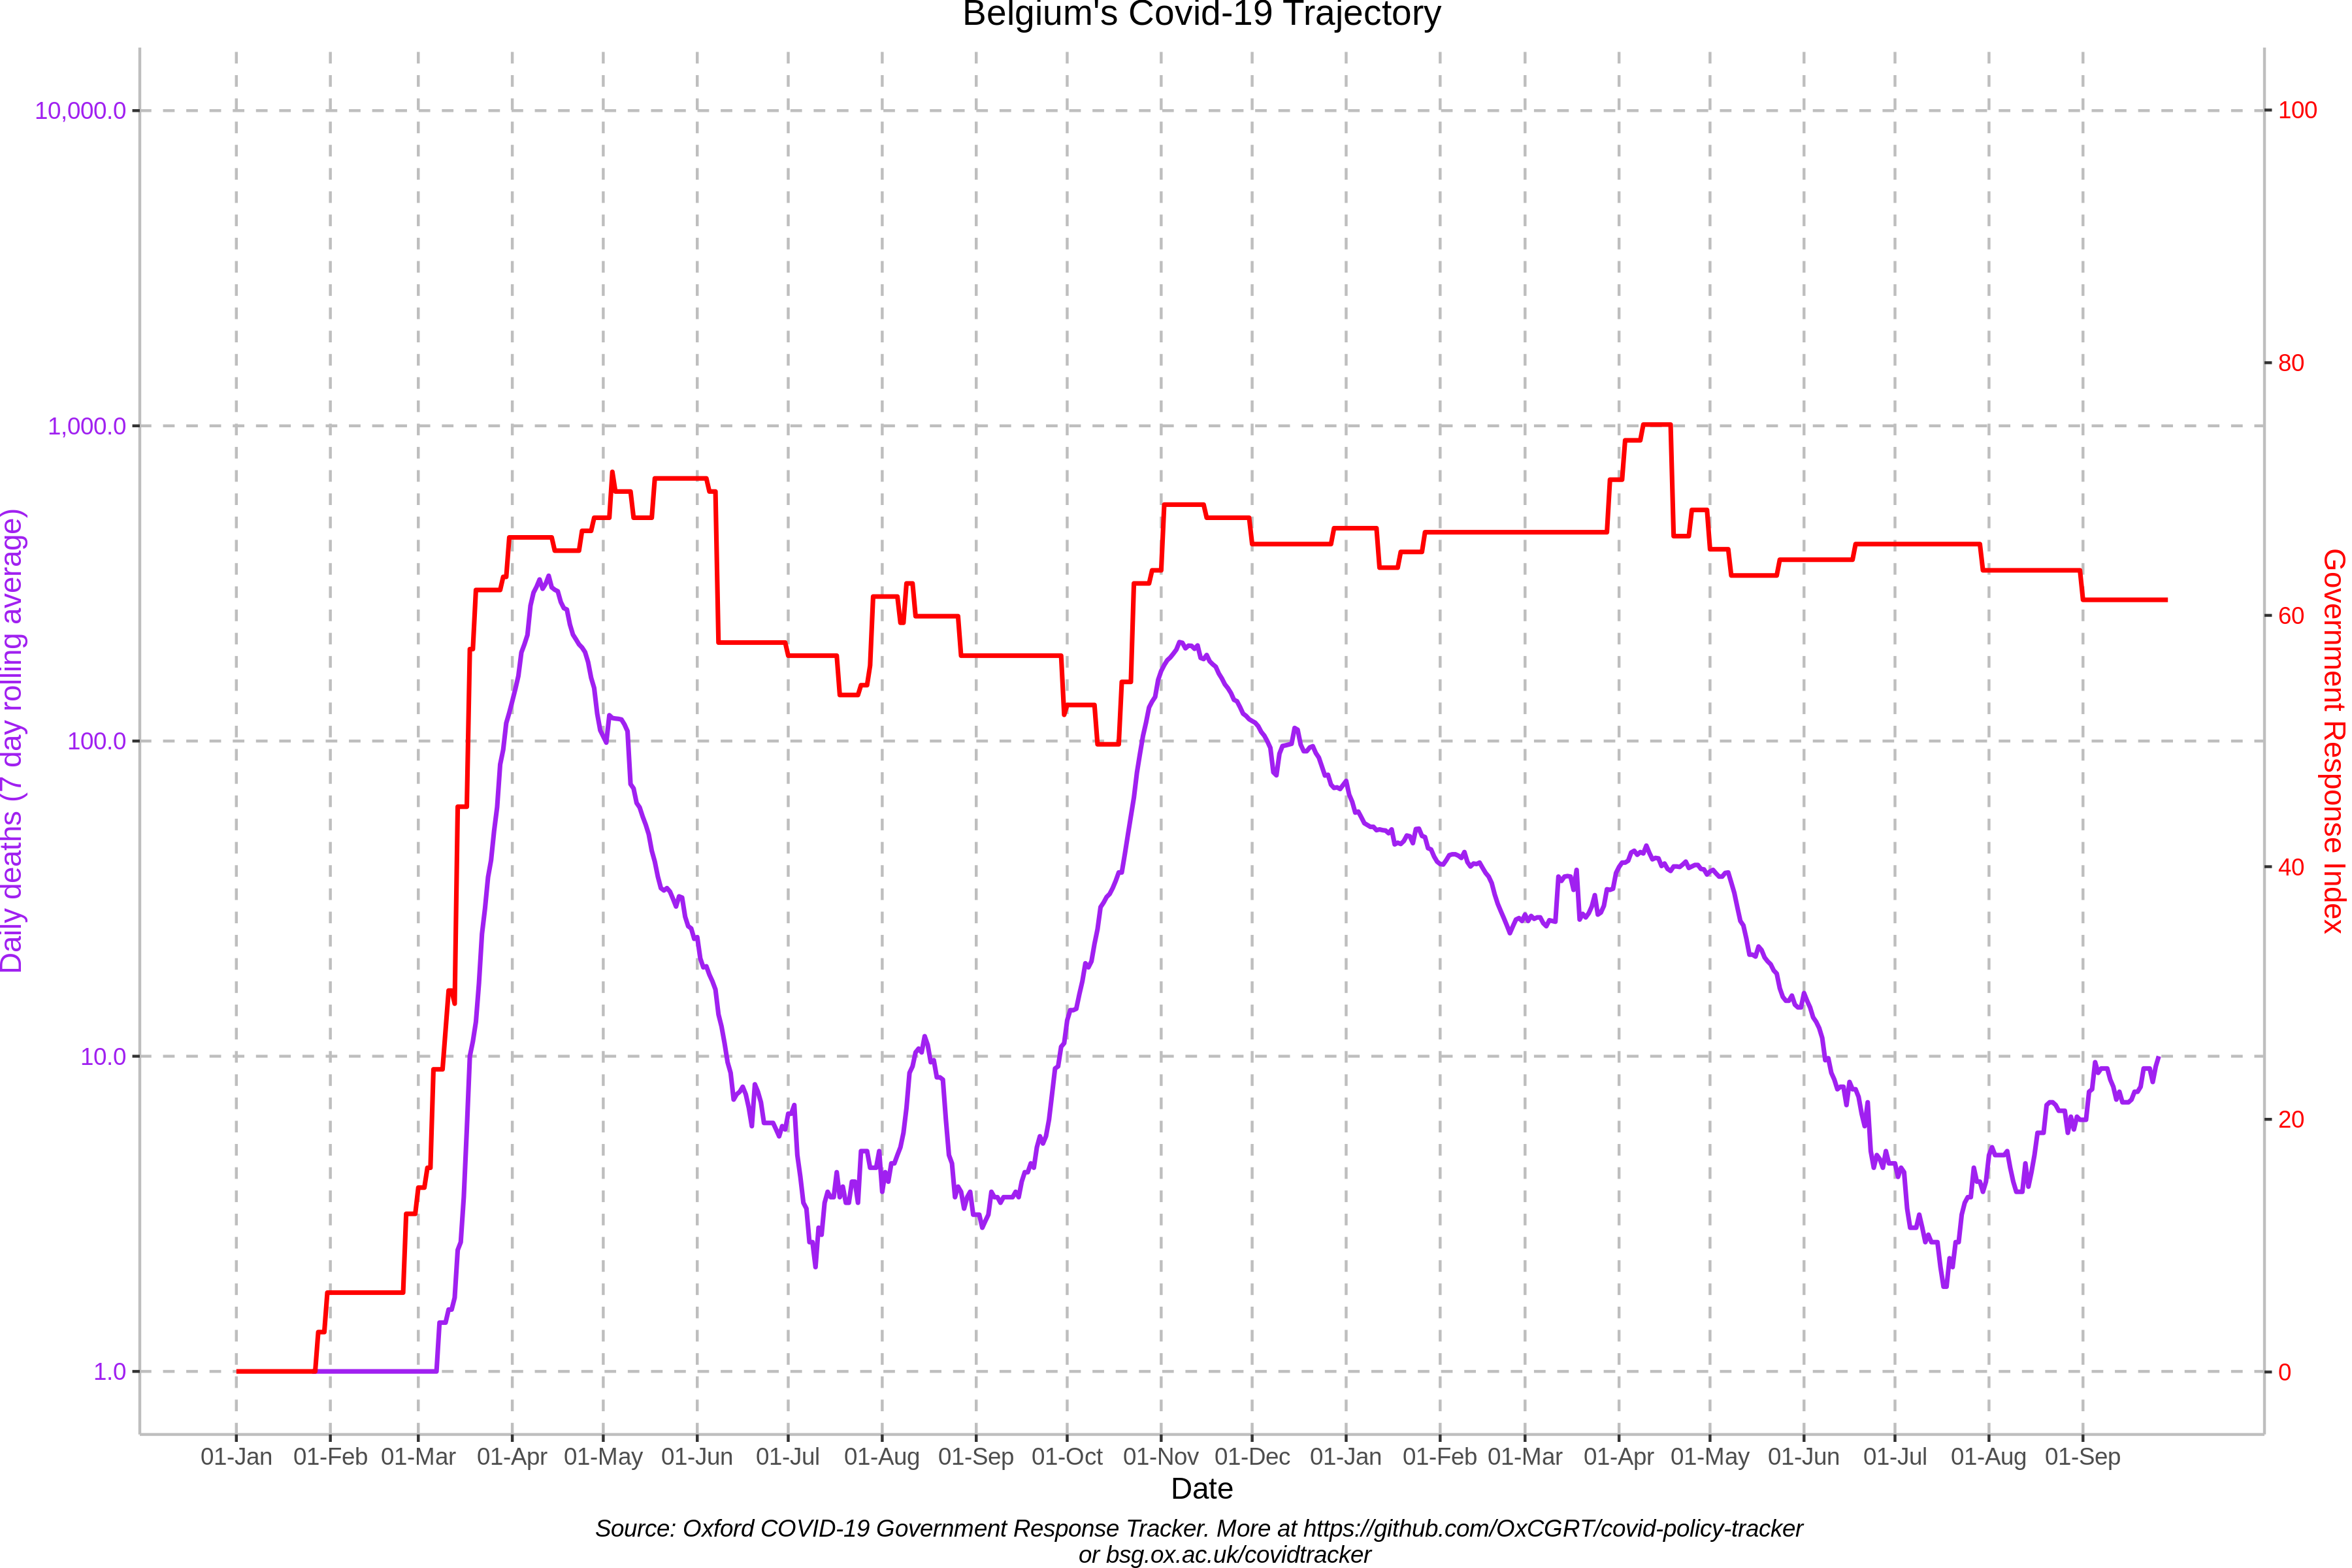 Belgium's Covid-19 Trajectory
10,000.0
1,000.0
100.0
10.0
1.0
Daily deaths (7 day rolling average)
100
80
60
40
20
0
Government Response Index
01-Jan 01-Feb 01-Mar 01-Apr 01-May 01-Jun 01-Jul 01-Aug 01-Sep 01-Oct 01-Nov 01-Dec 01-Jan 01-Feb 01-Mar 01-Apr 01-May 01-Jun 01-Jul 01-Aug 01-Sep
Date
Source: Oxford COVID-19 Government Response Tracker. More at https://github.com/OxCGRT/covid-policy-tracker
or bsg.ox.ac.uk/covidtracker